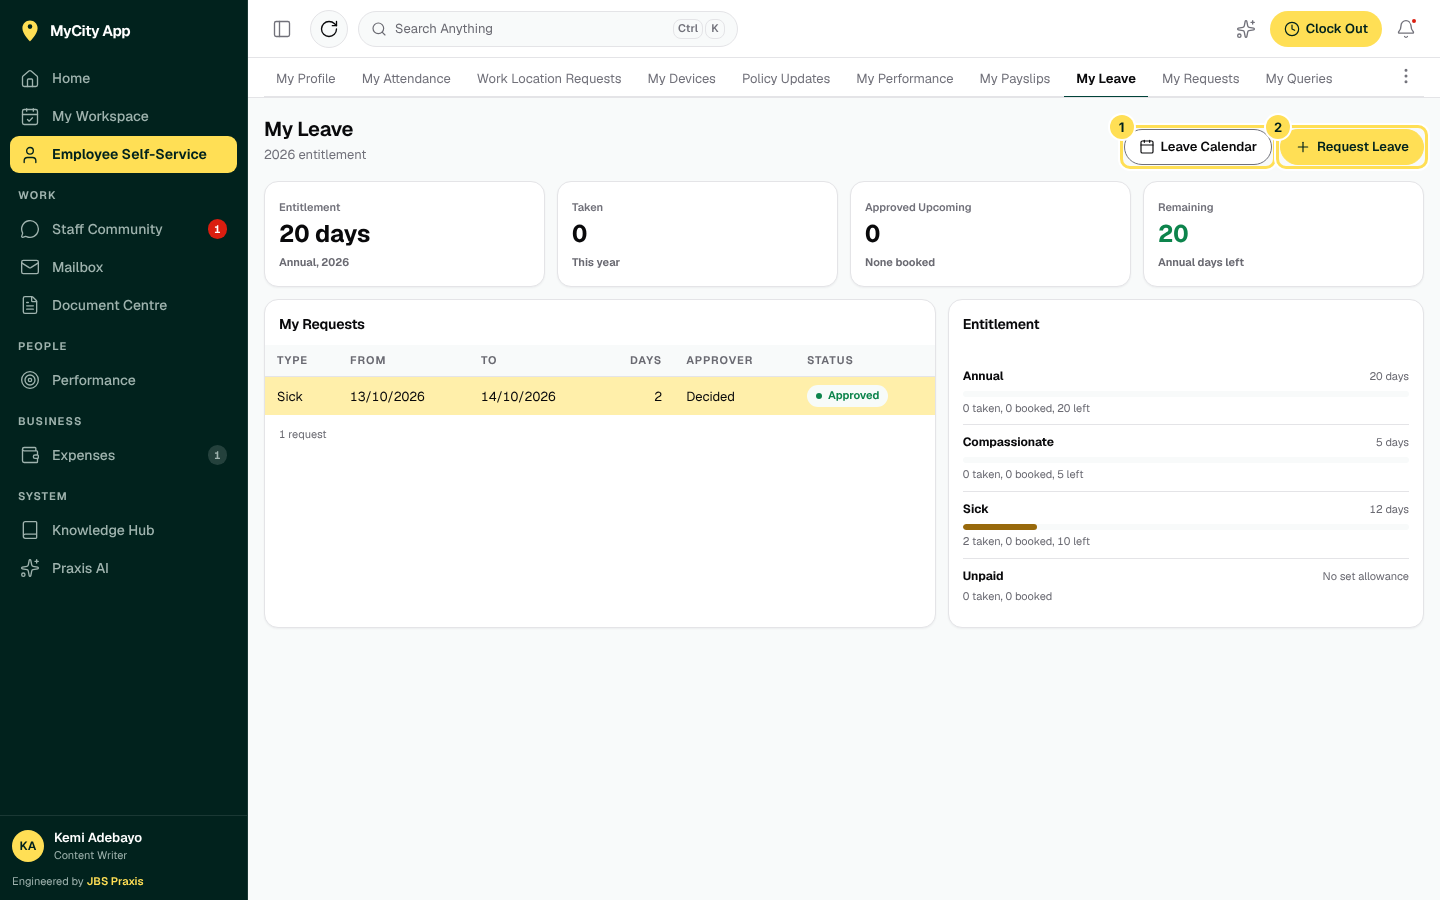 MyCity App
Home
My Workspace
Employee Self-Service
WORK
Staff Community 1
Mailbox
Document Centre
PEOPLE
Performance
BUSINESS
Expenses 1
SYSTEM
Knowledge Hub
Praxis AI
KA
Kemi Adebayo
Content Writer
Engineered by JBS Praxis
Search Anything Ctrl K
Clock Out
My Profile My Attendance Work Location Requests My Devices Policy Updates My Performance My Payslips My Leave My Requests My Queries
My Leave
2026 entitlement
1 Leave Calendar
2 Request Leave
Entitlement
20 days
Annual, 2026
Taken
0
This year
Approved Upcoming
0
None booked
Remaining
20
Annual days left
My Requests
TYPE FROM TO DAYS APPROVER STATUS
Sick 13/10/2026 14/10/2026 2 Decided Approved
1 request
Entitlement
Annual 20 days
0 taken, 0 booked, 20 left
Compassionate 5 days
0 taken, 0 booked, 5 left
Sick 12 days
2 taken, 0 booked, 10 left
Unpaid No set allowance
0 taken, 0 booked